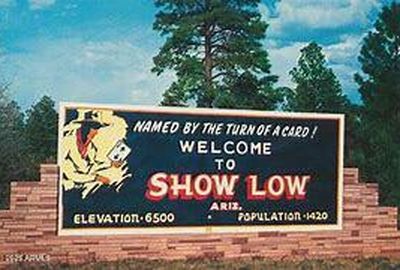 NAMED BY THE TURN OF A CARD!
WELCOME
TO
SHOW LOW
ARIZ.
ELEVATION-6500 - POPULATION-1420